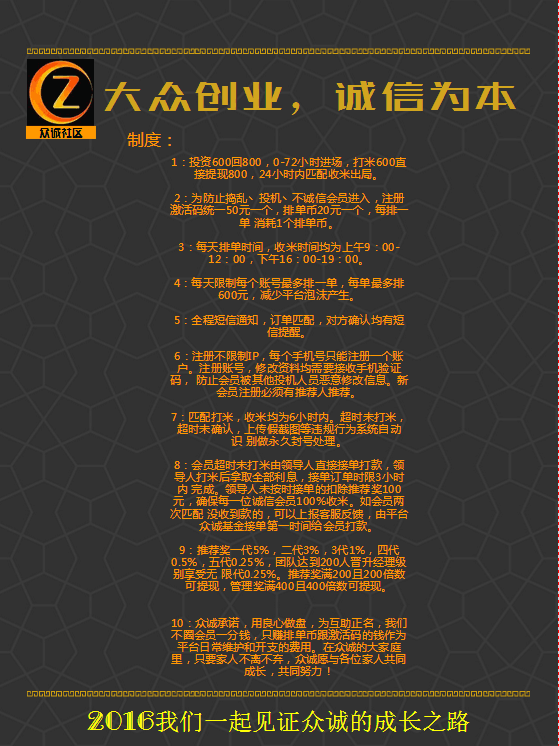 大众创业，诚信为本
Z
众诚社区
制度：
1：投资600回800，0-72小时进场，打米600直
接提现800，24小时内匹配收米出局。
2：为防止捣乱、投机、不诚信会员进入，注册
激活码统一50元一个，排单币20元一个，每排一
单 消耗1个排单币。
3：每天排单时间，收米时间均为上午9：00-
12：00，下午16：00-19：00。
4：每天限制每个账号最多排一单，每单最多排
600元，减少平台泡沫产生。
5：全程短信通知，订单匹配，对方确认均有短
信提醒。
6：注册不限制IP，每个手机号只能注册一个账
户。注册账号，修改资料均需要接收手机验证
码， 防止会员被其他投机人员恶意修改信息。新
会员注册必须有推荐人推荐。
7：匹配打米，收米均为6小时内。超时未打米，
超时未确认，上传假截图等违规行为系统自动
识 别做永久封号处理。
8：会员超时未打米由领导人直接接单打款，领
导人打米后拿取全部利息，接单订单时限3小时
内 完成。领导人未按时接单的扣除推荐奖100
元，确保每一位诚信会员100%收米。如会员两
次匹配 没收到款的，可以上报客服反馈，由平台
众诚基金接单第一时间给会员打款。
9：推荐奖一代5%，二代3%，3代1%，四代
0.5%，五代0.25%，团队达到200人晋升经理级
别享受无 限代0.25%。推荐奖满200且200倍数
可提现，管理奖满400且400倍数可提现。
10：众诚承诺，用良心做盘，为互助正名，我们
不圈会员一分钱，只赚排单币跟激活码的钱作为
平台日常维护和开支的费用。在众诚的大家庭
里，只要家人不离不弃，众诚愿与各位家人共同
成长，共同努力！
2016我们一起见证众诚的成长之路